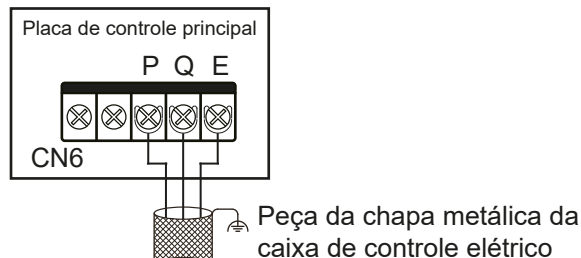 Placa de controle principal
P Q E
CN6
Peça da chapa metálica da
caixa de controle elétrico